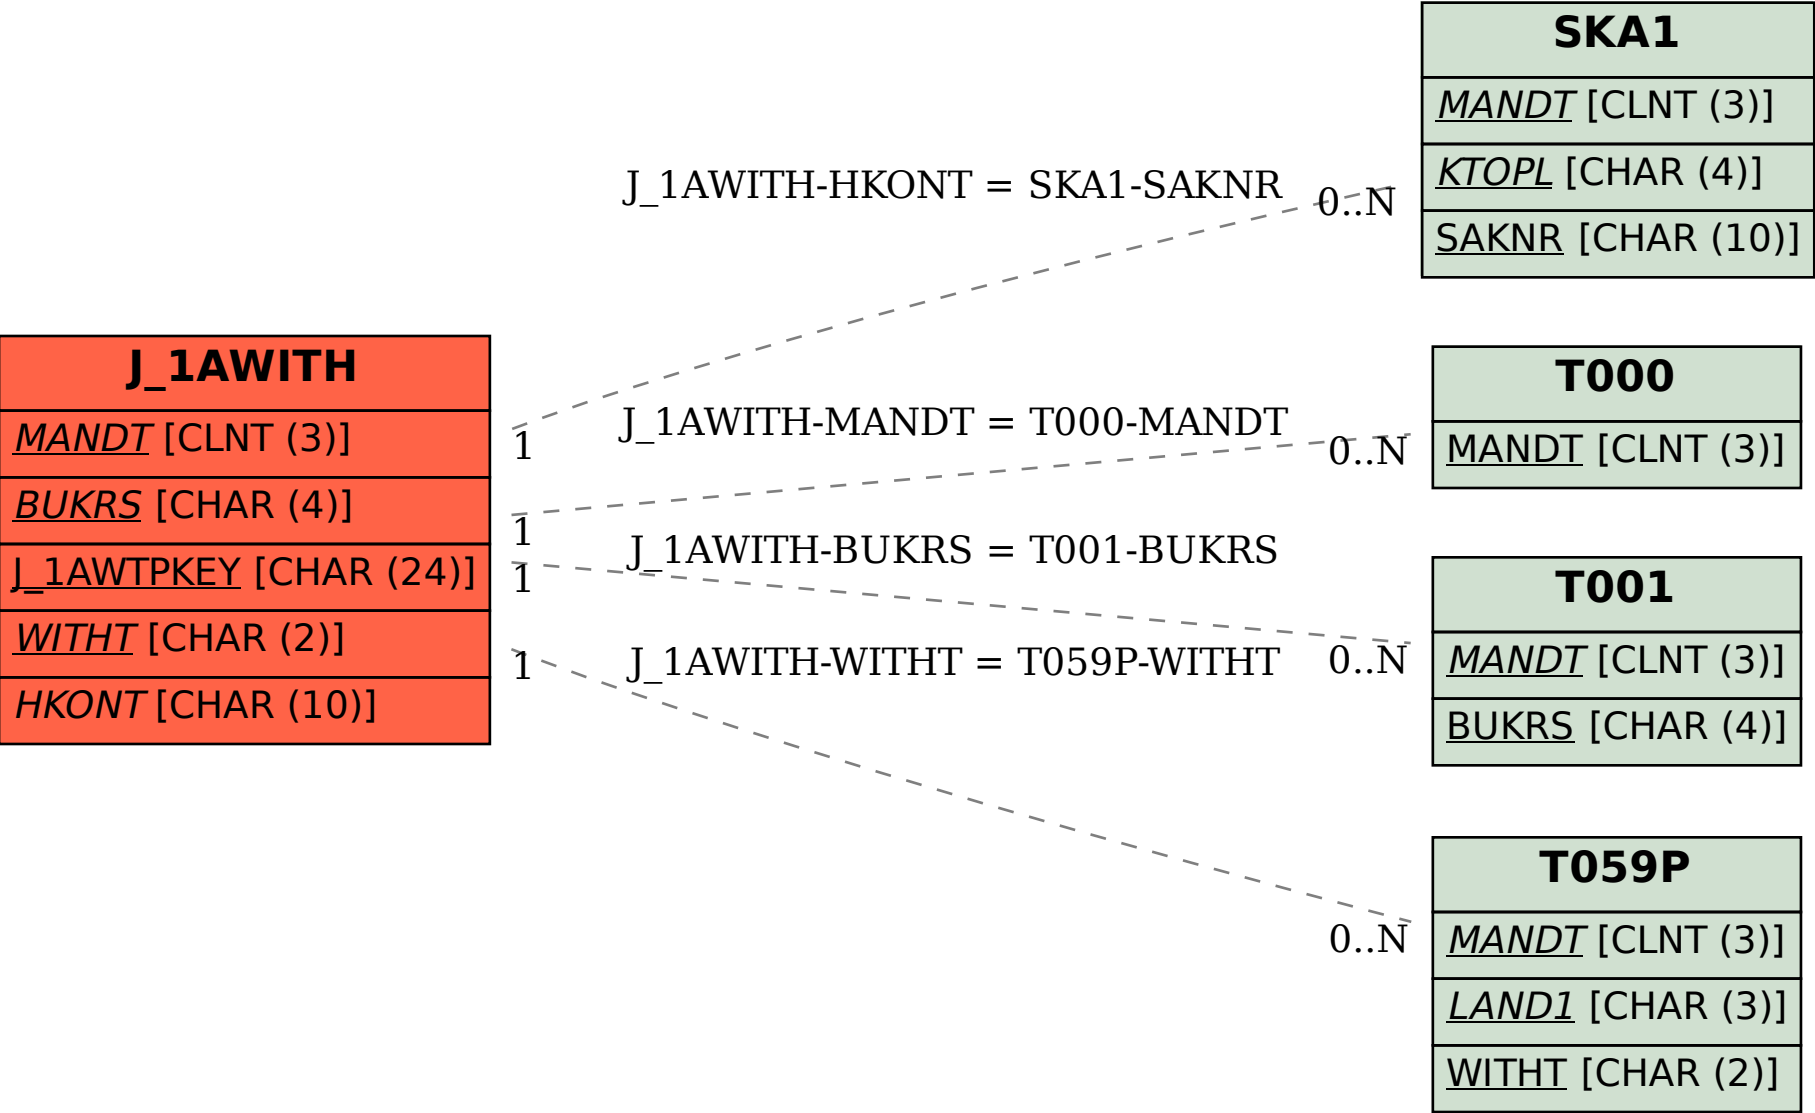 SKA1
MANDT [CLNT (3)]
KTOPL [CHAR (4)]
SAKNR [CHAR (10)]
J_1AWITH-HKONT = SKA1-SAKNR
0..N
1
J_1AWITH
MANDT [CLNT (3)]
BUKRS [CHAR (4)]
J_1AWTPKEY [CHAR (24)]
WITHT [CHAR (2)]
HKONT [CHAR (10)]
J_1AWITH-MANDT = T000-MANDT
0..N
1
T000
MANDT [CLNT (3)]
J_1AWITH-BUKRS = T001-BUKRS
1
0..N
T001
MANDT [CLNT (3)]
BUKRS [CHAR (4)]
J_1AWITH-WITHT = T059P-WITHT
1
0..N
T059P
MANDT [CLNT (3)]
LAND1 [CHAR (3)]
WITHT [CHAR (2)]